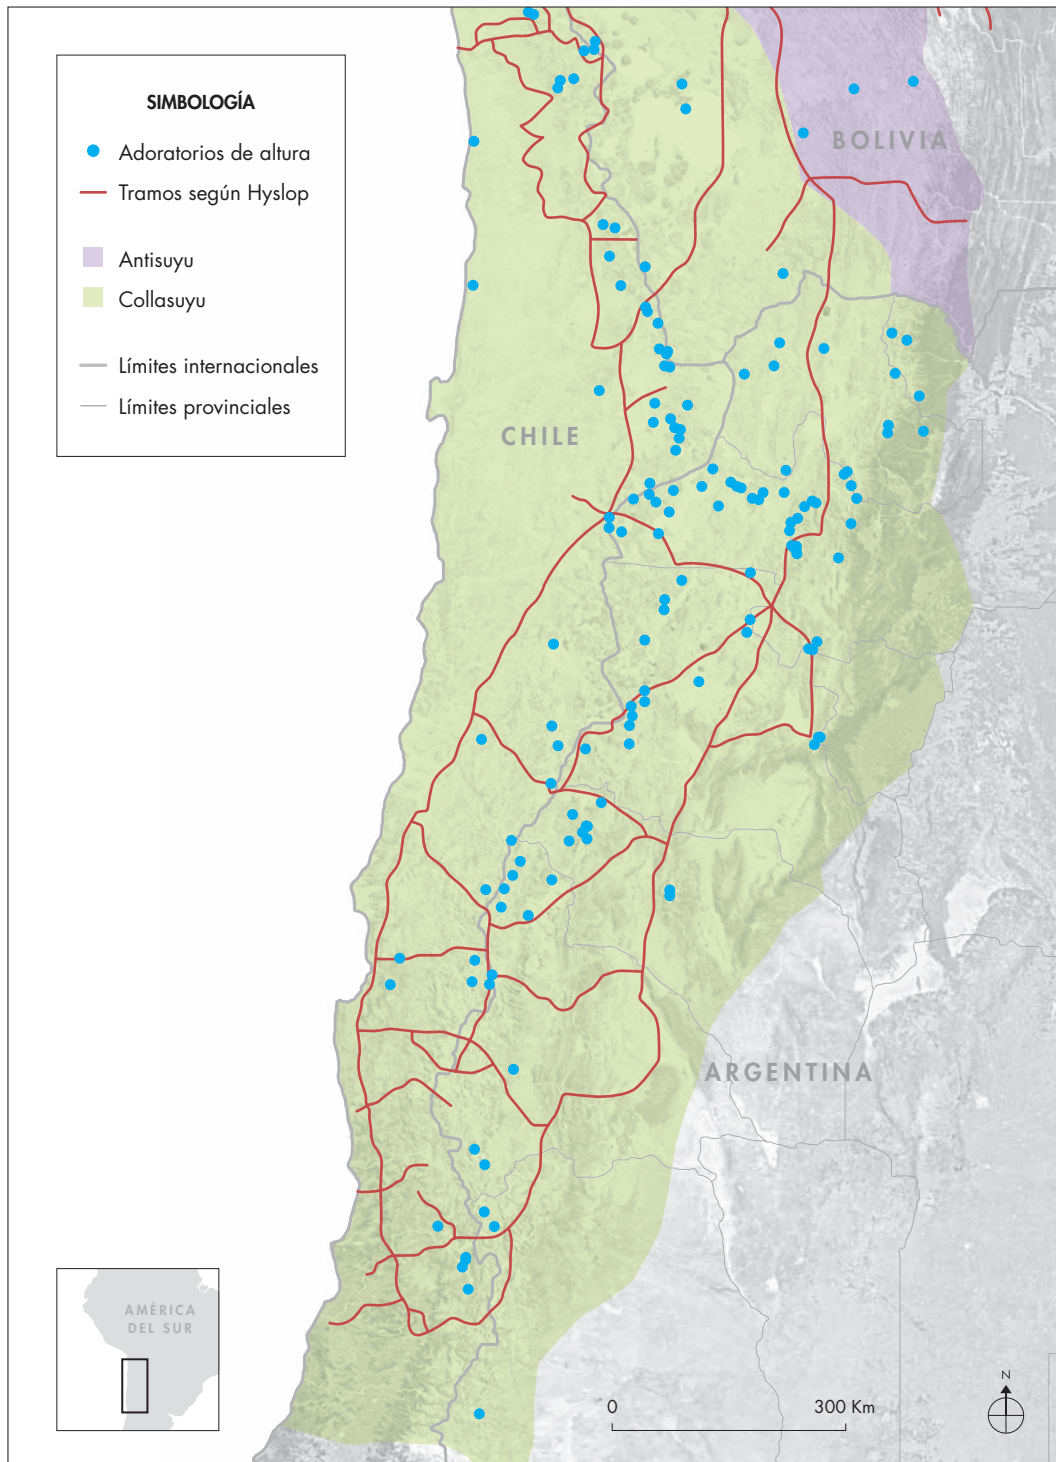 SIMBOLOGÍA
Adoratorios de altura
Tramos según Hyslop
Antisuyu
Collasuyu
Límites internacionales
Límites provinciales
BOLIVIA
CHILE
ARGENTINA
AMÉRICA
DEL SUR
0 300 Km
N